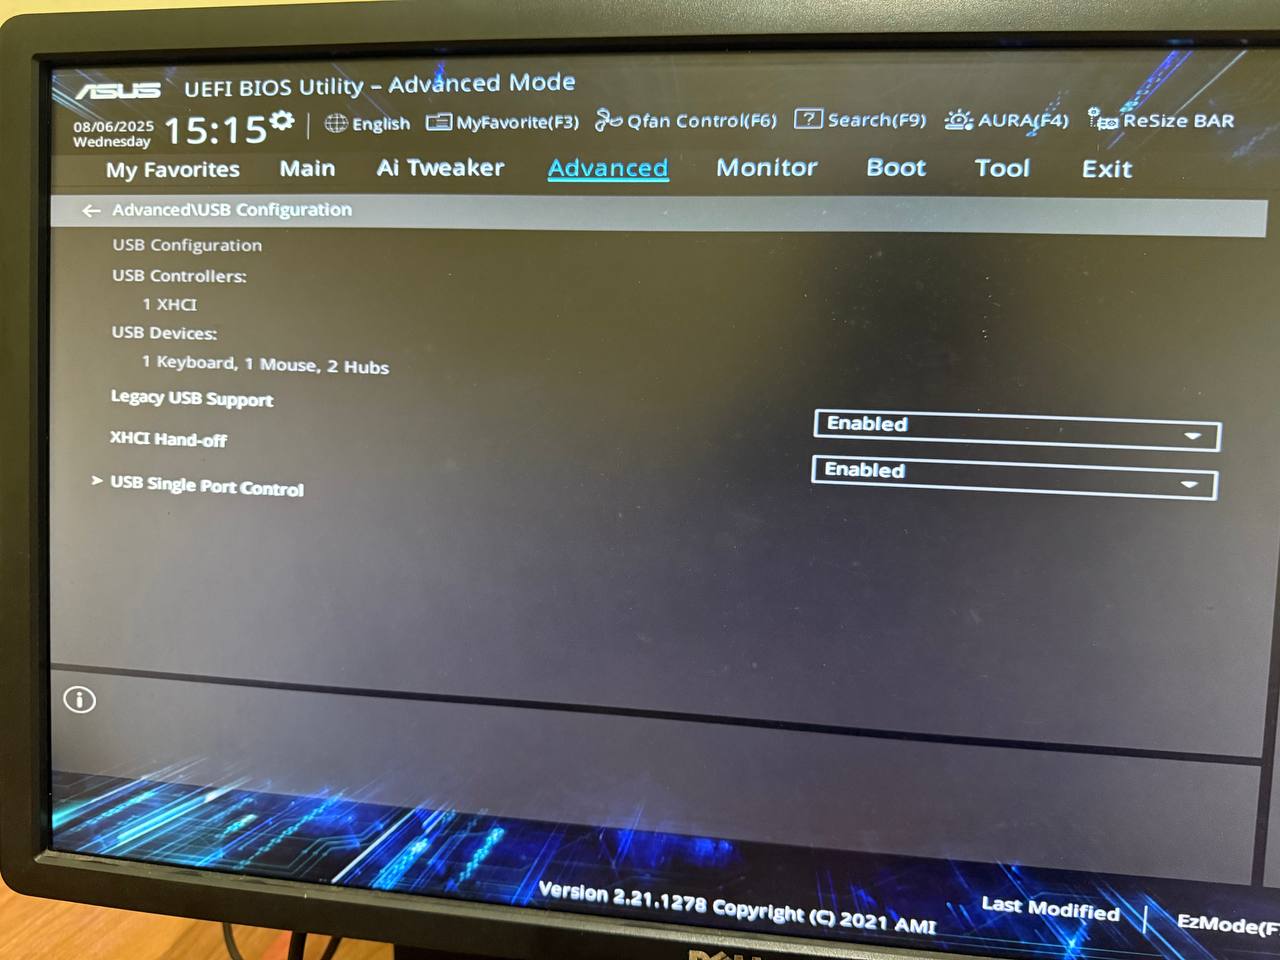 ASUS UEFI BIOS Utility – Advanced Mode
08/06/2025 Wednesday 15:15 English MyFavorite(F3) Qfan Control(F6) ? Search(F9) AURA(F4) ReSize BAR
My Favorites Main Ai Tweaker Advanced Monitor Boot Tool Exit
← Advanced\USB Configuration
USB Configuration
USB Controllers:
1 XHCI
USB Devices:
1 Keyboard, 1 Mouse, 2 Hubs
Legacy USB Support Enabled
XHCI Hand-off Enabled
> USB Single Port Control
i
Version 2.21.1278 Copyright (C) 2021 AMI
Last Modified | EzMode(F
DELL